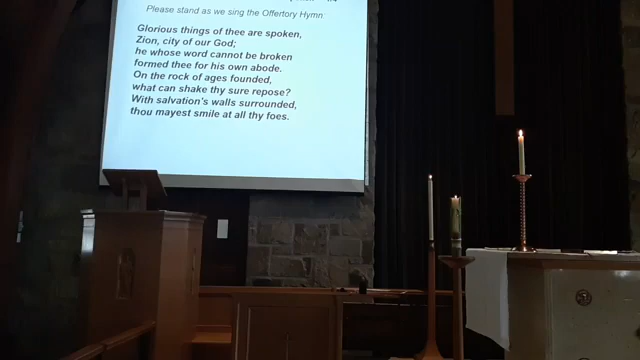 Please stand as we sing the Offertory Hymn:
Glorious things of thee are spoken,
Zion, city of our God;
he whose word cannot be broken
formed thee for his own abode.
On the rock of ages founded,
what can shake thy sure repose?
With salvation's walls surrounded,
thou mayest smile at all thy foes.